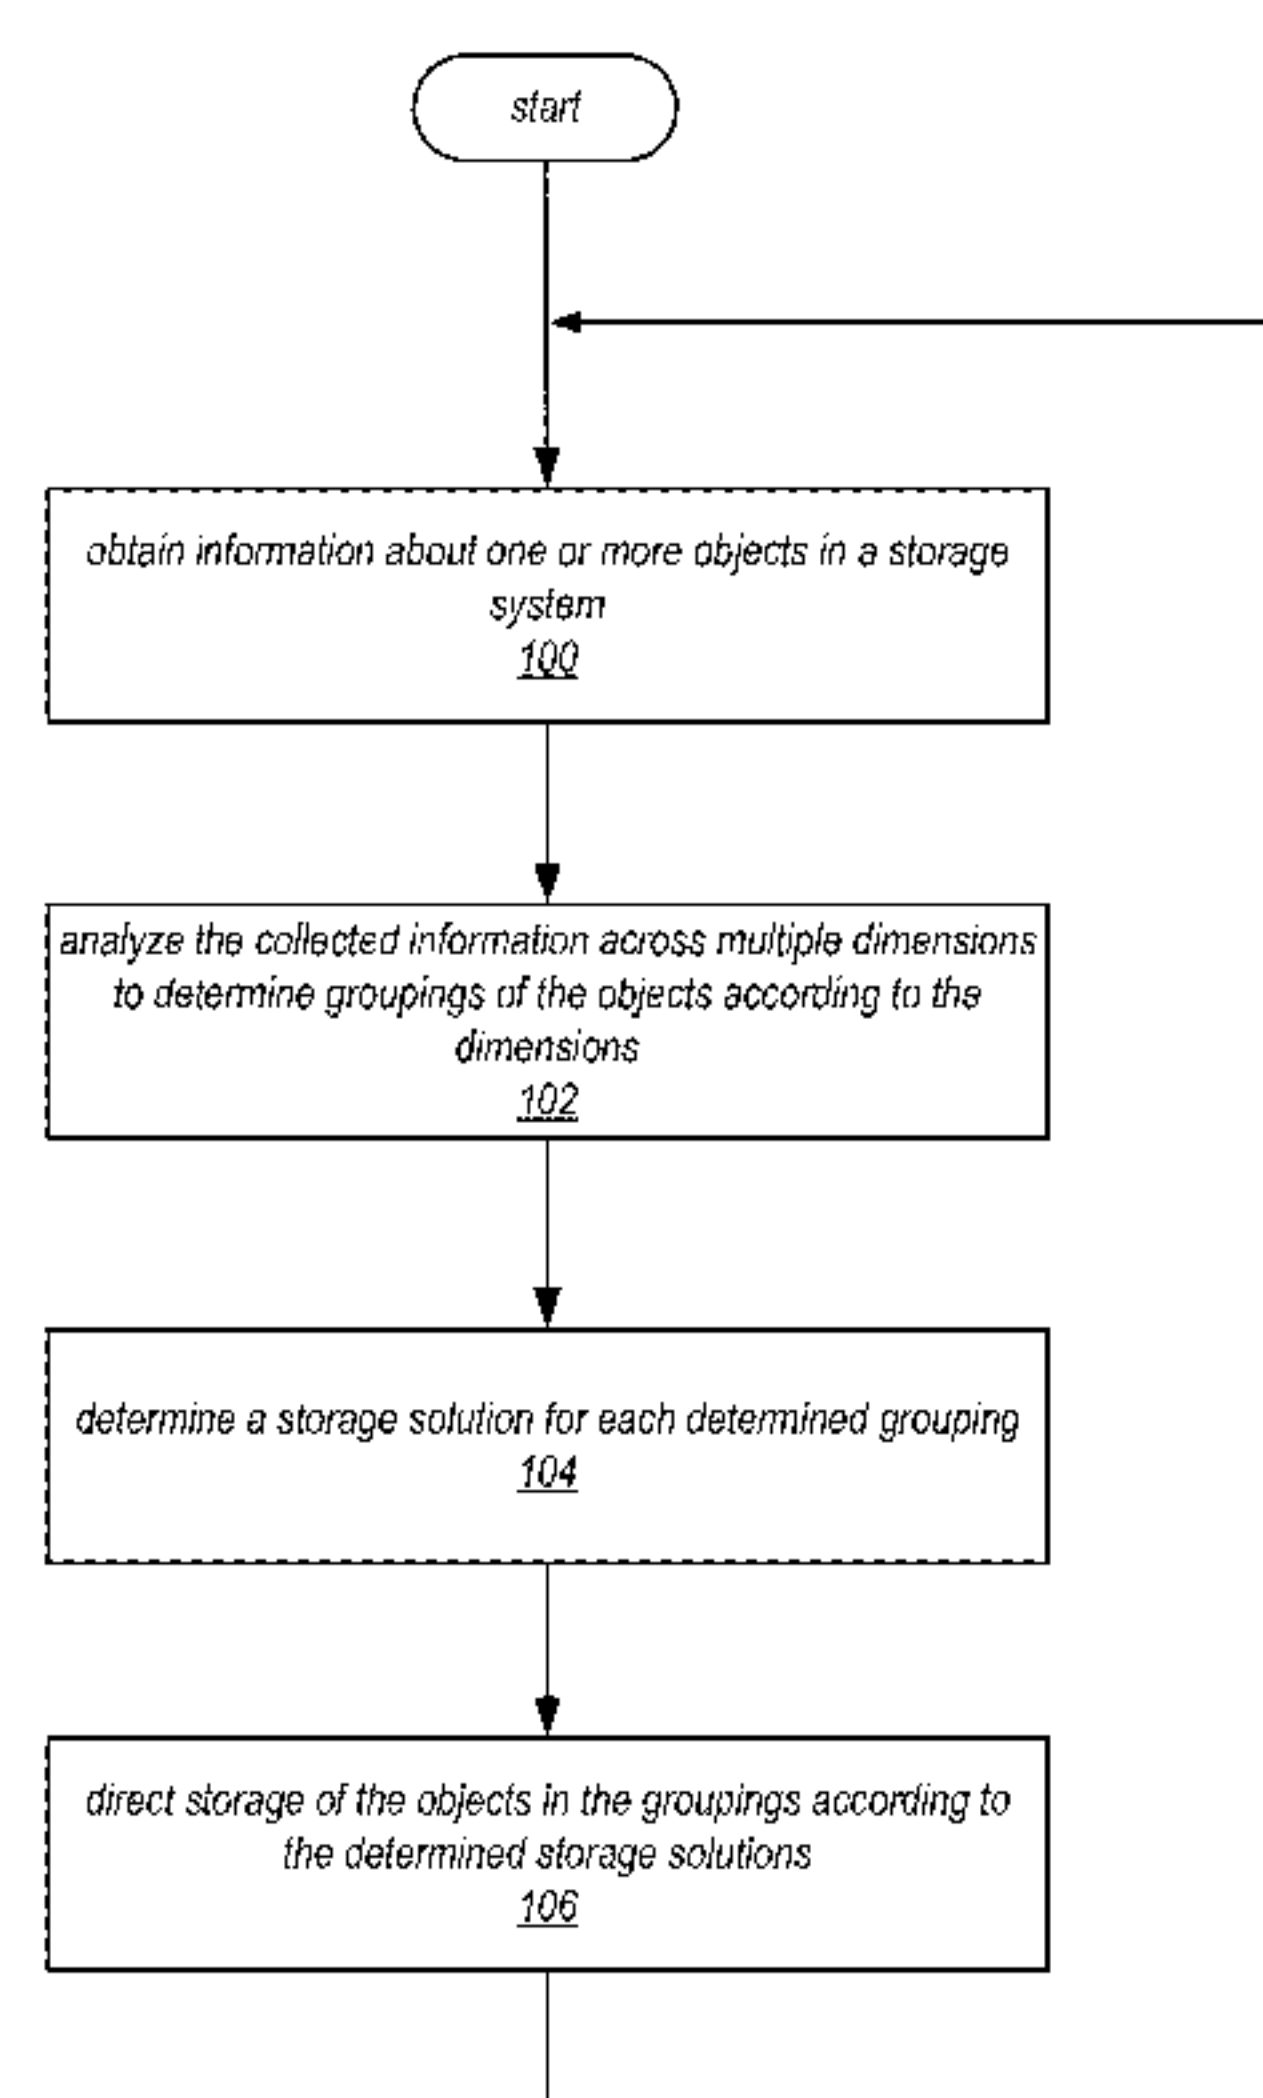 start
obtain information about one or more objects in a storage
system
100
analyze the collected information across multiple dimensions
to determine groupings of the objects according to the
dimensions
102
determine a storage solution for each determined grouping
104
direct storage of the objects in the groupings according to
the determined storage solutions
106